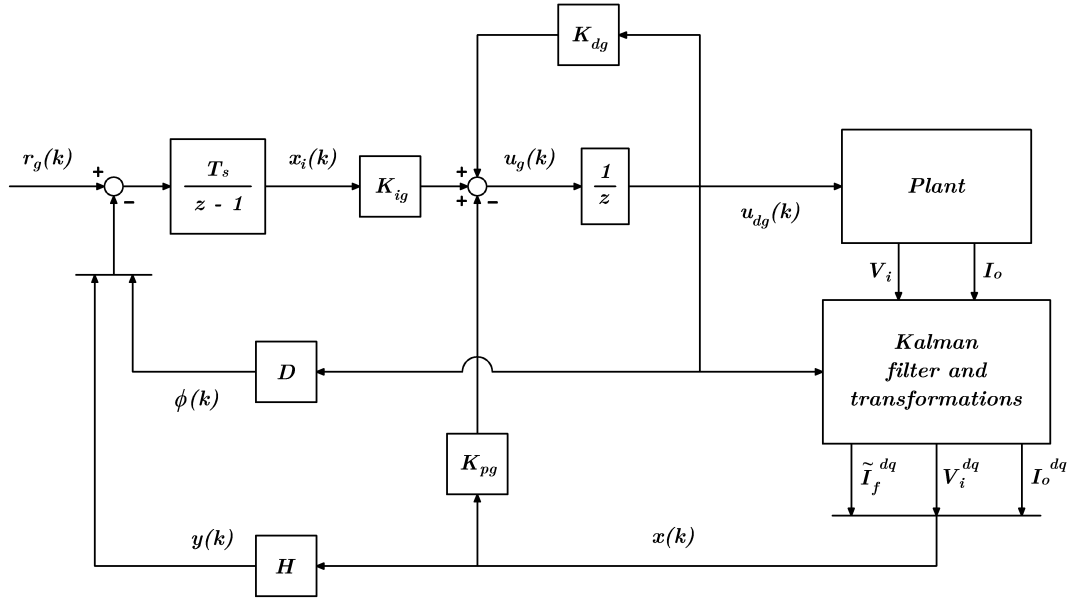 K_dg
r_g(k)
+
−
T_s
z - 1
x_i(k)
K_ig
+
+
−
u_g(k)
1
z
u_dg(k)
Plant
V_i
I_o
Kalman
filter and
transformations
D
ϕ(k)
K_pg
Ĩ_f^dq
V_i^dq
I_o^dq
y(k)
H
x(k)